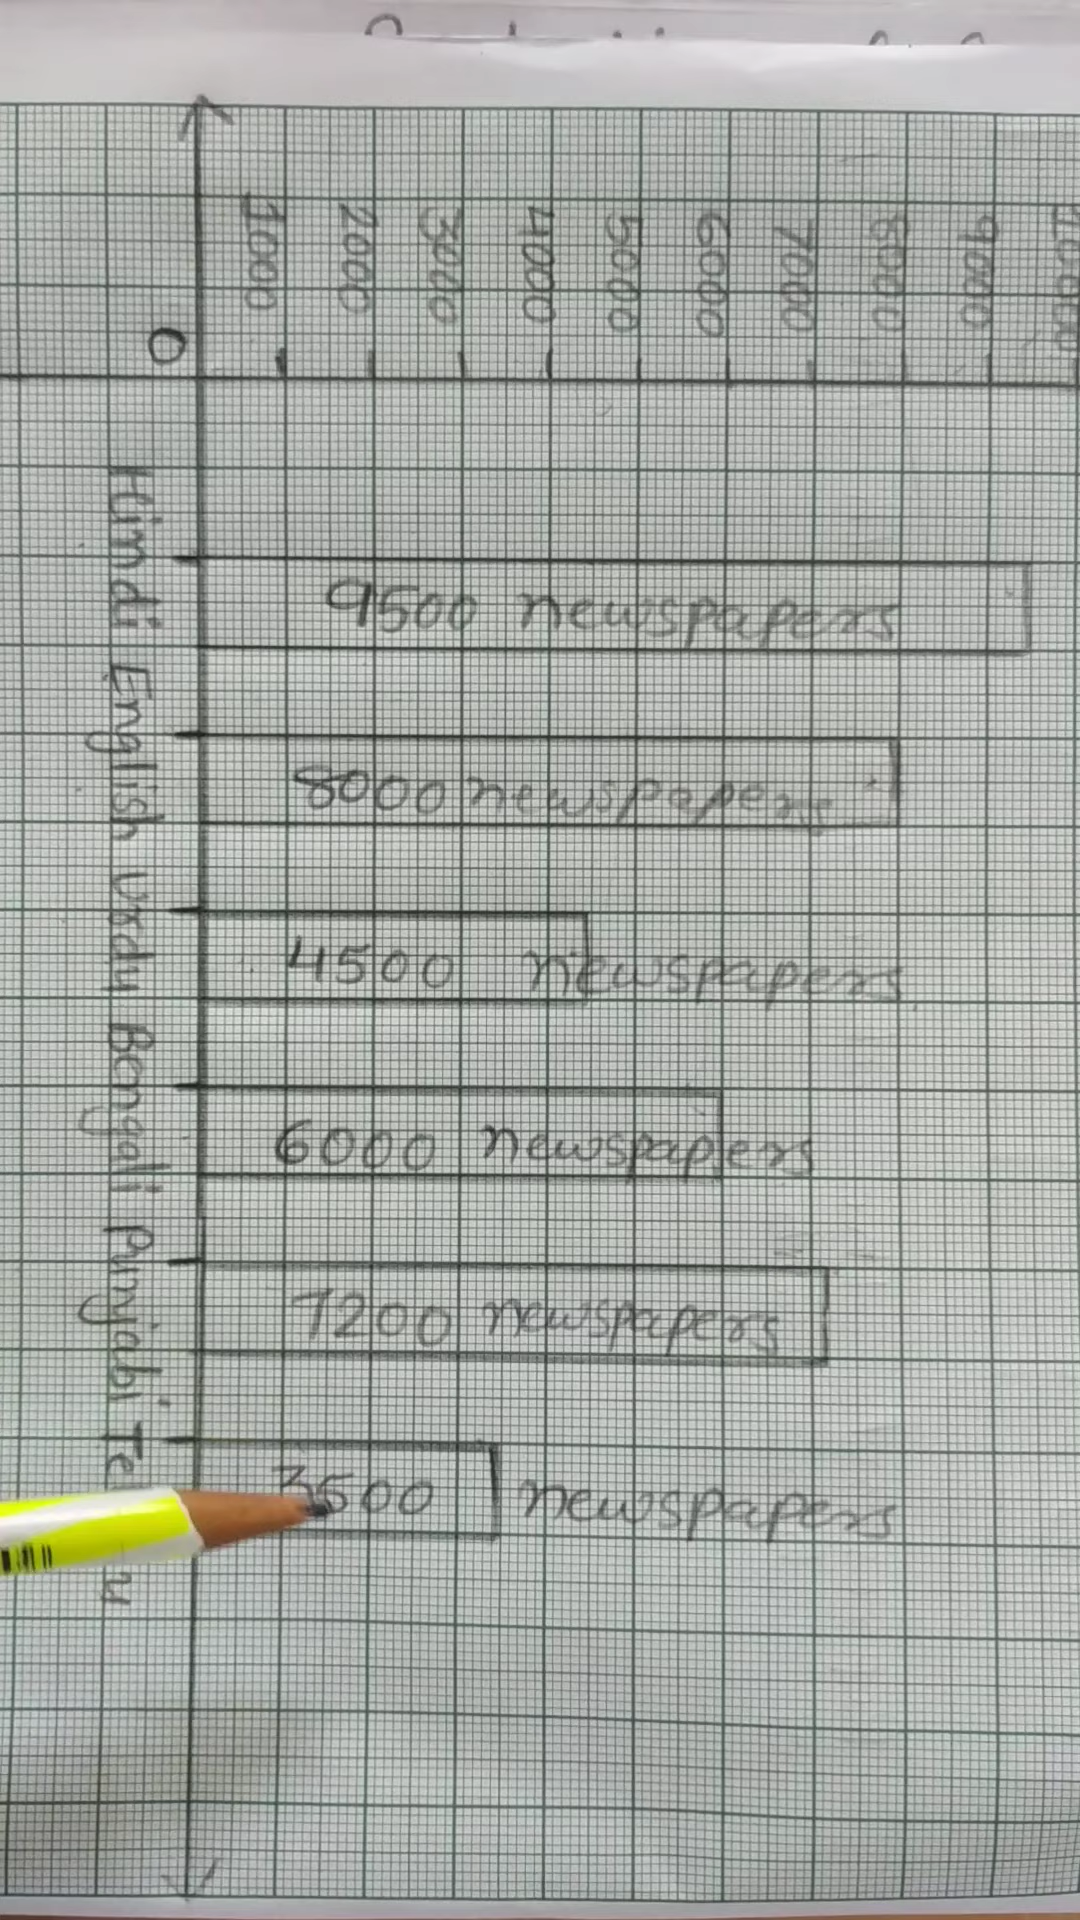 1000
2000
3000
4000
5000
6000
7000
8000
9000
0
Hindi English Urdu Bengali Punjabi
9500 newspapers
8000 newspapers
4500 newspapers
6000 newspapers
7200 newspapers
3500 newspapers